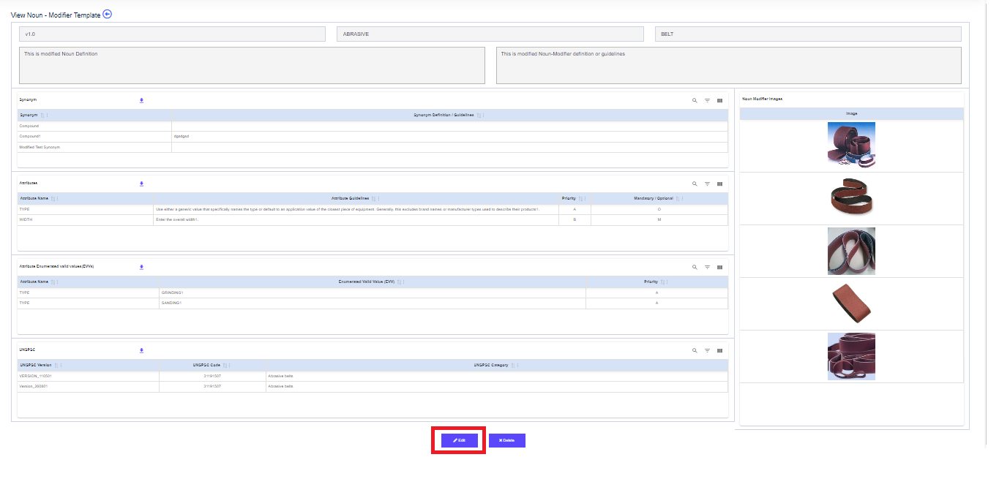 View Noun - Modifier Template
v1.0 ABRASIVE BELT
This is modified Noun Definition This is modified Noun-Modifier definition or guidelines
Synonym
Synonym Synonym Definition / Guidelines
Compound
Compound1 dgsdgsd
Modified Test Synonym
Attributes
Attribute Name Attribute Guidelines Priority Mandatory / Optional
TYPE Use either a generic value that specifically names the type or default to an application value of the closest piece of equipment. Generally, this excludes brand names or manufacturer types used to describe their products1. A O
WIDTH Enter the overall width1. B M
Attribute Enumerated valid values(EVVs)
Attribute Name Enumerated Valid Value (EVV) Priority
TYPE GRINDING1 A
TYPE SANDING1 A
UNSPSC
UNSPSC Version UNSPSC Code UNSPSC Category
VERSION_110501 31191507 Abrasive belts
Version_260801 31191507 Abrasive belts
Noun Modifier Images
Image
Edit Delete